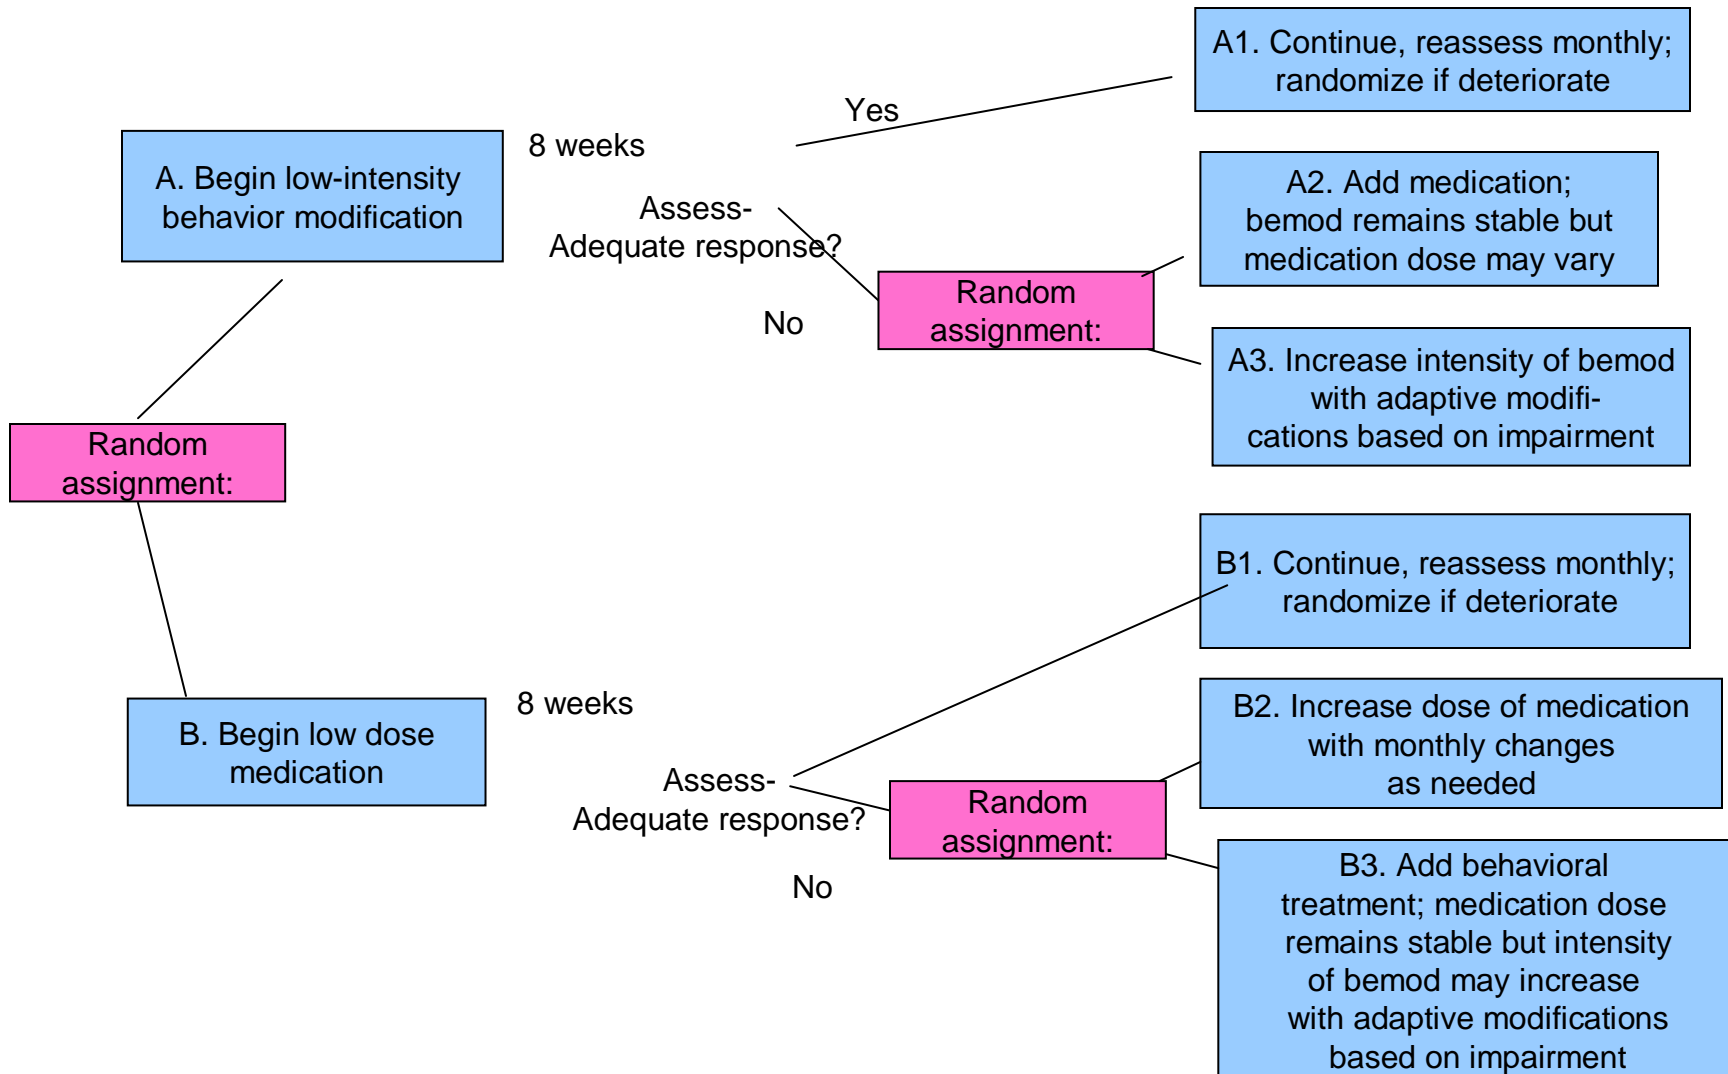 Random
assignment:
A. Begin low-intensity
behavior modification
8 weeks
Assess-
Adequate response?
Yes
No
Random
assignment:
A1. Continue, reassess monthly;
randomize if deteriorate
A2. Add medication;
bemod remains stable but
medication dose may vary
A3. Increase intensity of bemod
with adaptive modifi-
cations based on impairment
B. Begin low dose
medication
8 weeks
Assess-
Adequate response?
No
Random
assignment:
B1. Continue, reassess monthly;
randomize if deteriorate
B2. Increase dose of medication
with monthly changes
as needed
B3. Add behavioral
treatment; medication dose
remains stable but intensity
of bemod may increase
with adaptive modifications
based on impairment